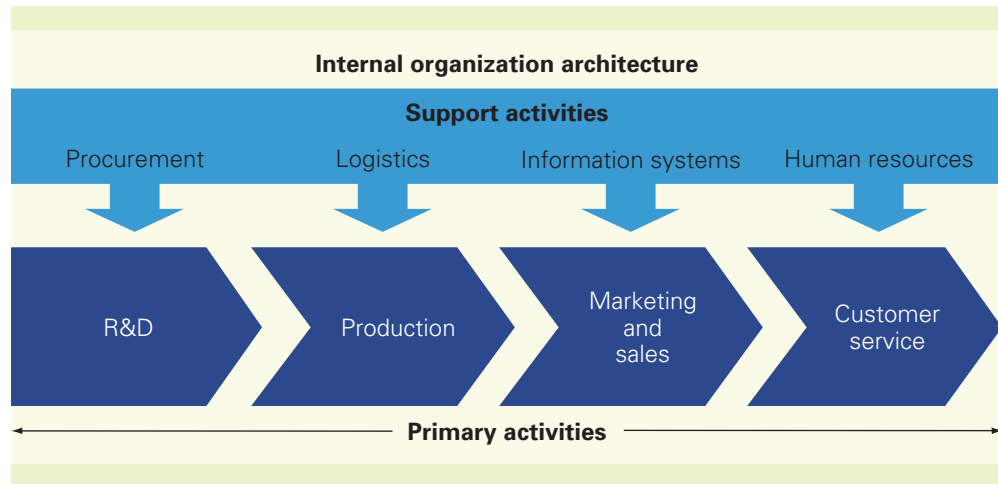 Internal organization architecture
Support activities
Procurement
Logistics
Information systems
Human resources
R&D
Production
Marketing
and
sales
Customer
service
Primary activities